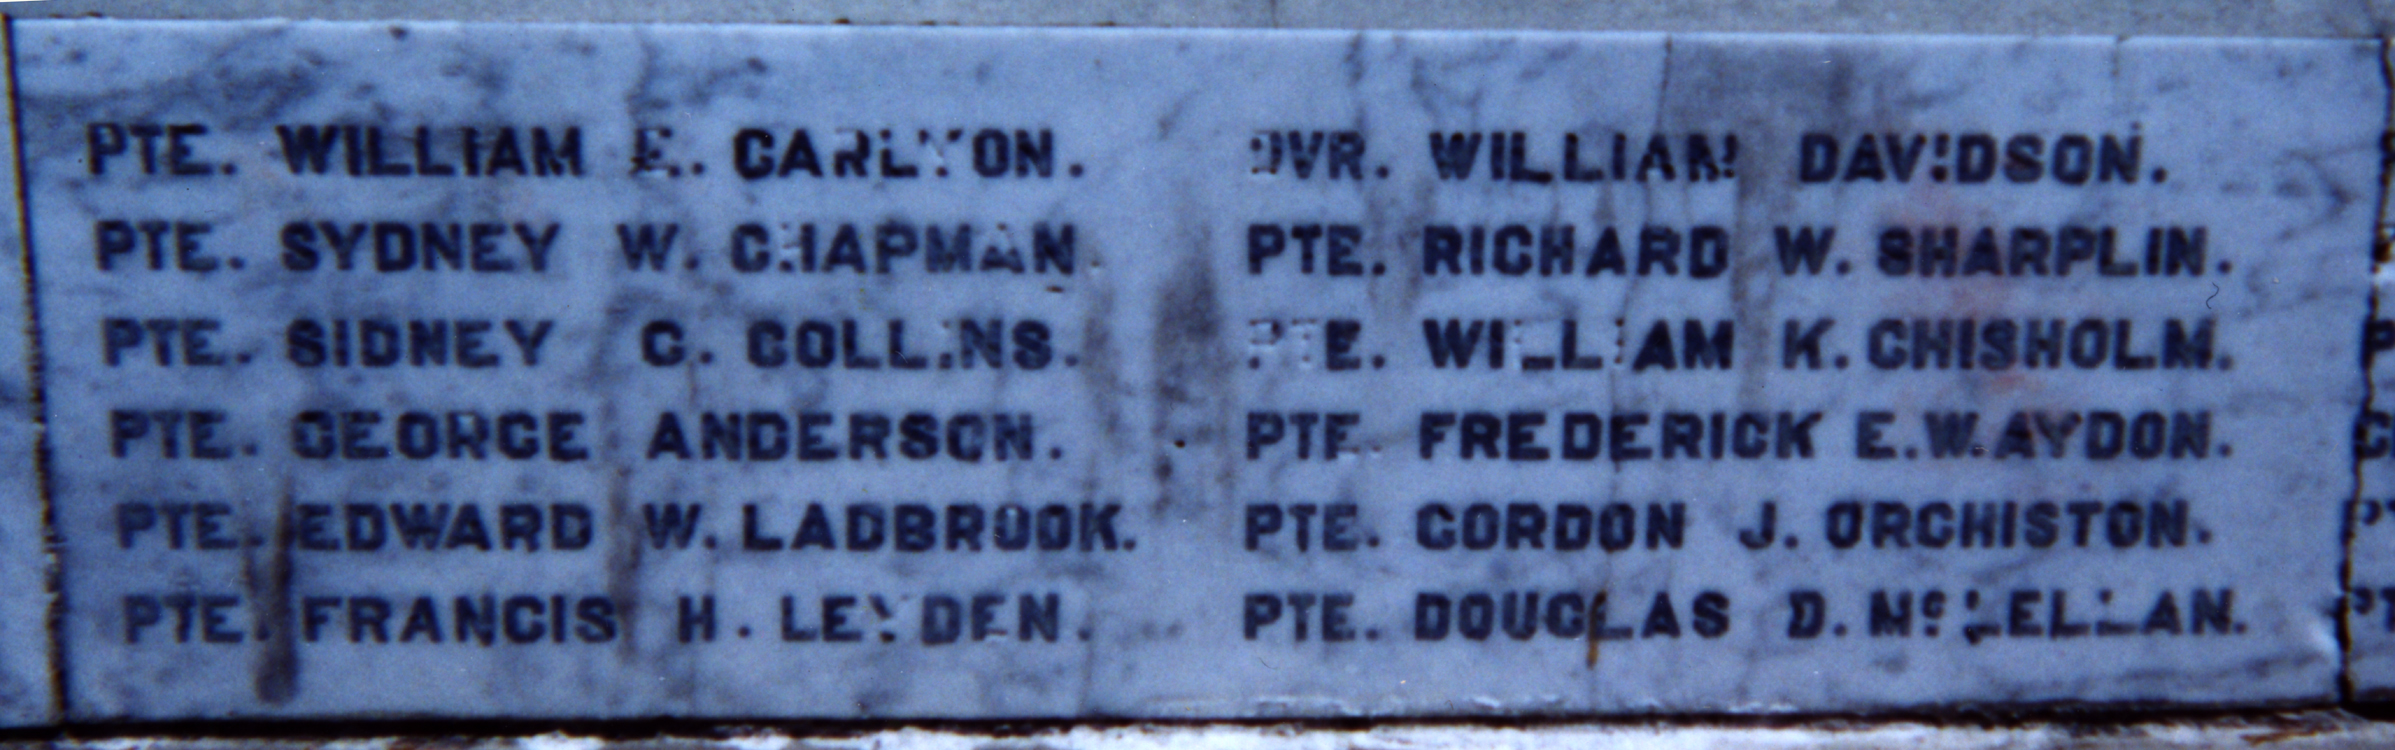 PTE. WILLIAM E. CARLYON.
PTE. SYDNEY W. CHAPMAN.
PTE. SIDNEY C. COLLINS.
PTE. GEORGE ANDERSON.
PTE. EDWARD W. LADBROOK.
PTE. FRANCIS H. LEYDEN.
DVR. WILLIAM DAVIDSON.
PTE. RICHARD W. SHARPLIN.
PTE. WILLIAM K. CHISHOLM.
PTE. FREDERICK E. W. AYDON.
PTE. GORDON J. ORCHISTON.
PTE. DOUGLAS D. McLELLAN.